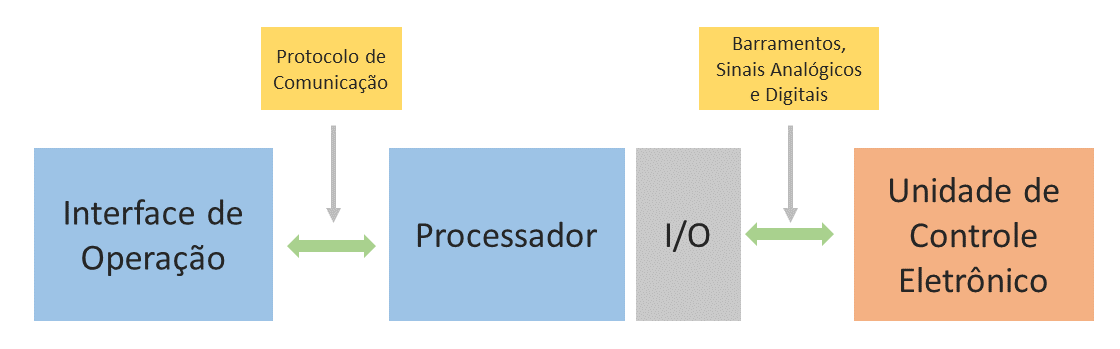 Protocolo de
Comunicação
Barramentos,
Sinais Analógicos
e Digitais
Interface de
Operação
Processador
I/O
Unidade de
Controle
Eletrônico